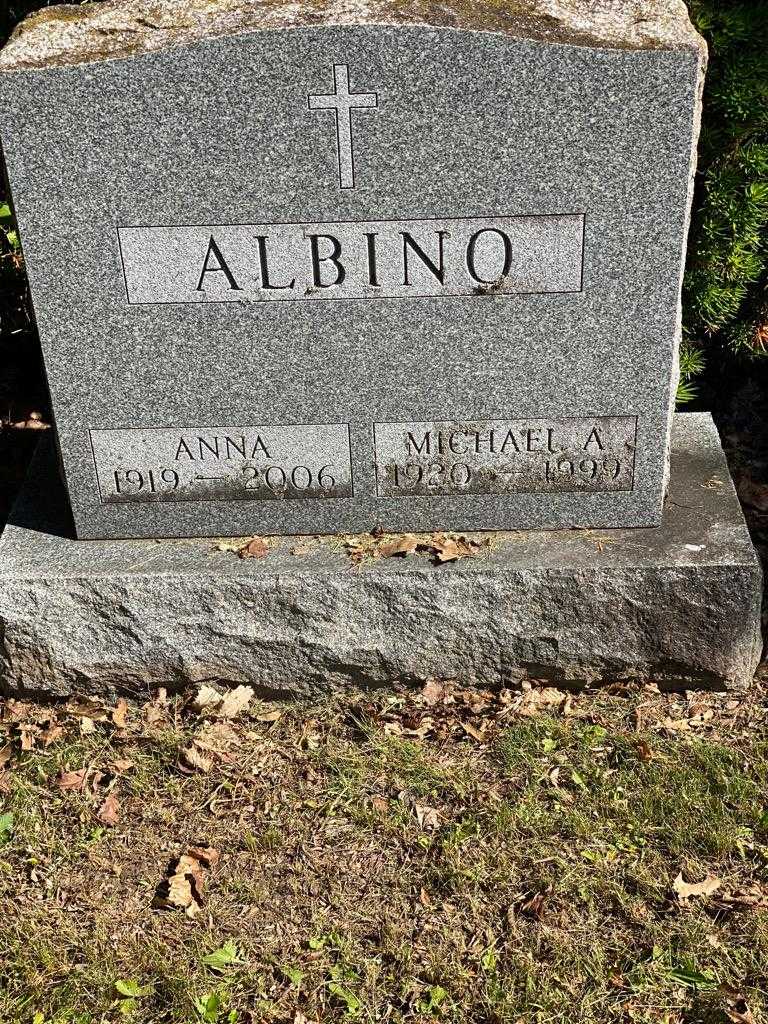 ALBINO
ANNA
1919 — 2006
MICHAEL A
1920 — 1999